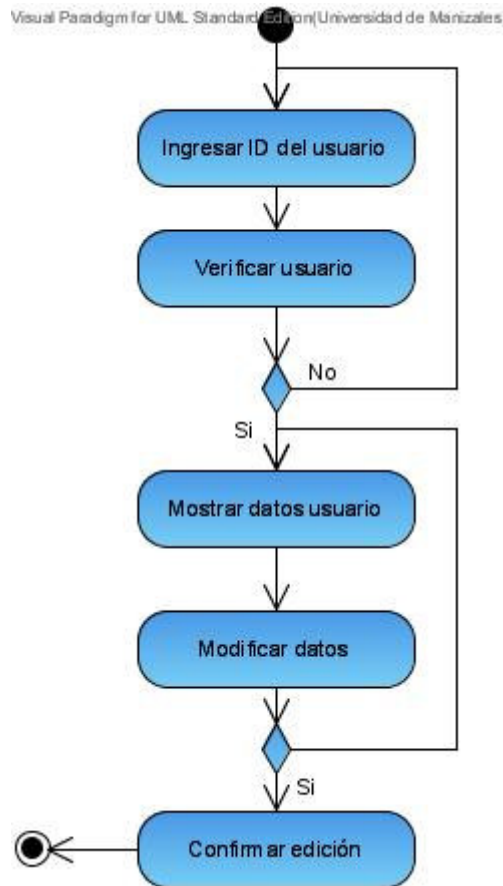 Visual Paradigm for UML Standard Edition(Universidad de Manizales
Ingresar ID del usuario
Verificar usuario
No
Si
Mostrar datos usuario
Modificar datos
Si
Confirmar edición